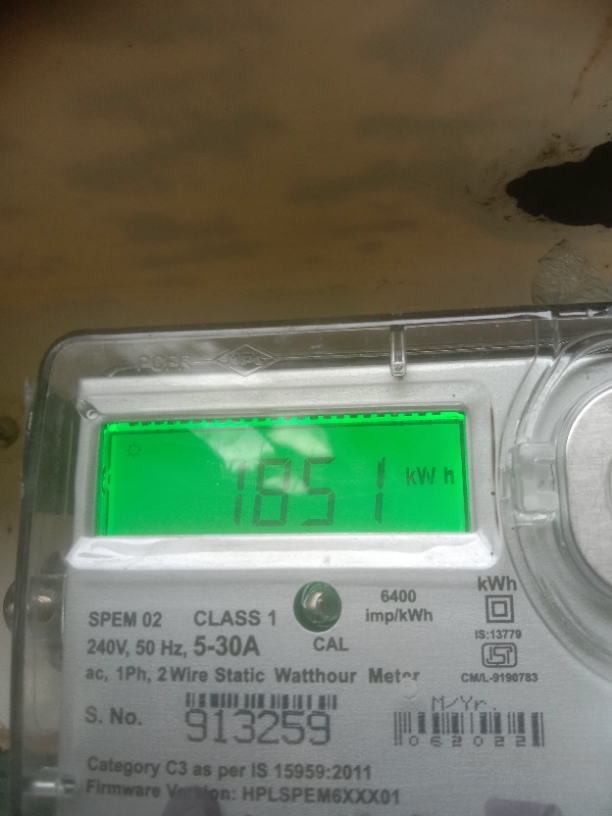 1851 kWh
SPEM 02 CLASS 1
6400 imp/kWh
kWh
240V, 50 Hz, 5-30A
CAL
IS:13779
ac, 1Ph, 2 Wire Static Watthour Meter
CM/L-9190783
S. No. 913259
M/Yr.
062022
Category C3 as per IS 15959:2011
Firmware Version: HPLSPEM6XXX01